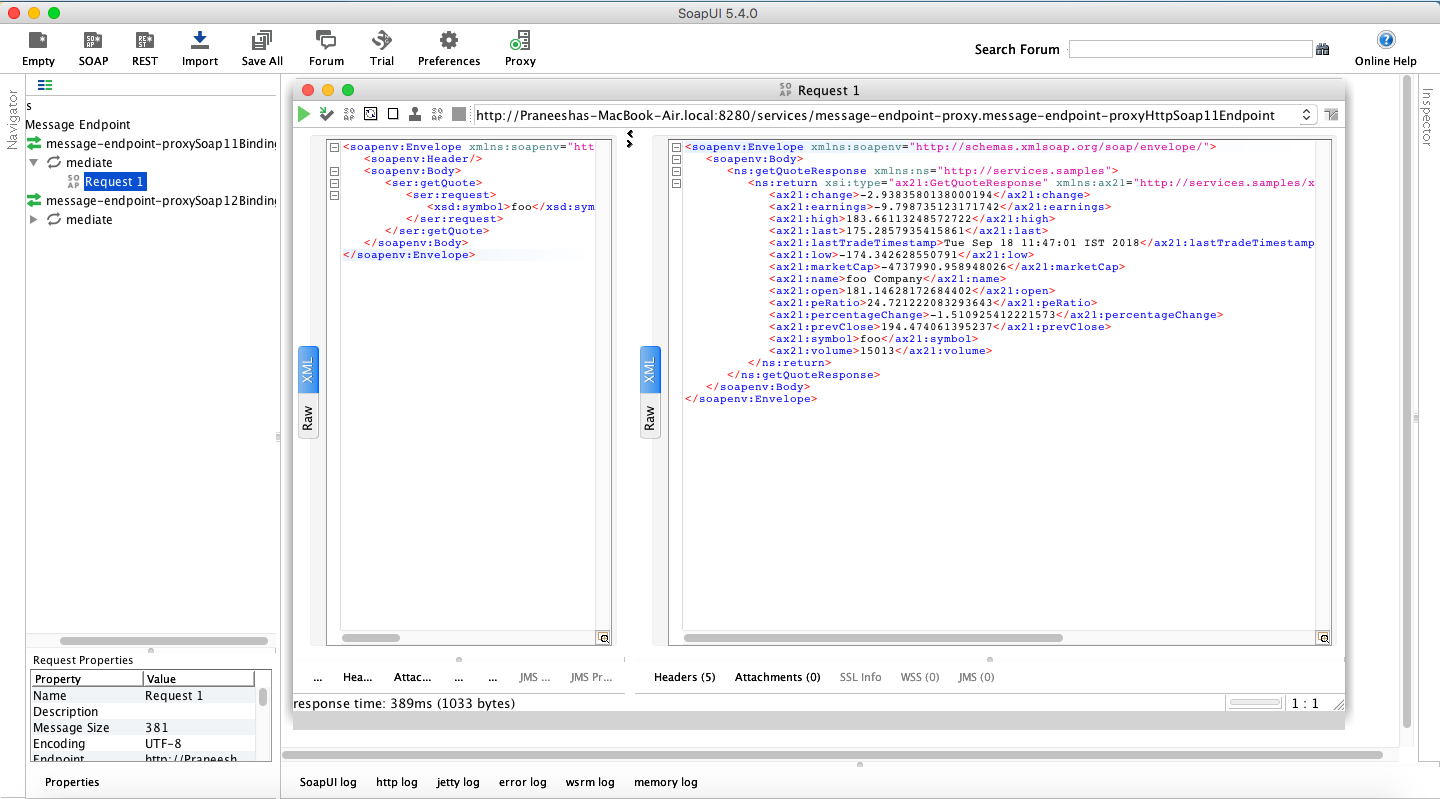 SoapUI 5.4.0
Empty SOAP REST Import Save All Forum Trial Preferences Proxy Search Forum Online Help
Navigator
s
Message Endpoint
message-endpoint-proxySoap11Binding
mediate
Request 1
message-endpoint-proxySoap12Binding
mediate
Request Properties
Property Value
Name Request 1
Description
Message Size 381
Encoding UTF-8
Endpoint http://Praneesh
Properties
Request 1
http://Praneeshas-MacBook-Air.local:8280/services/message-endpoint-proxy.message-endpoint-proxyHttpSoap11Endpoint
XML
Raw
<soapenv:Envelope xmlns:soapenv="htt
<soapenv:Header/>
<soapenv:Body>
<ser:getQuote>
<ser:request>
<xsd:symbol>foo</xsd:sym
</ser:request>
</ser:getQuote>
</soapenv:Body>
</soapenv:Envelope>
... Hea... Attac... ... ... JMS ... JMS Pr...
XML
Raw
<soapenv:Envelope xmlns:soapenv="http://schemas.xmlsoap.org/soap/envelope/">
<soapenv:Body>
<ns:getQuoteResponse xmlns:ns="http://services.samples">
<ns:return xsi:type="ax21:GetQuoteResponse" xmlns:ax21="http://services.samples/x
<ax21:change>-2.938358013800​0194</ax21:change>
<ax21:earnings>-9.798735123171742</ax21:earnings>
<ax21:high>183.66113248572722</ax21:high>
<ax21:last>175.2857935415861</ax21:last>
<ax21:lastTradeTimestamp>Tue Sep 18 11:47:01 IST 2018</ax21:lastTradeTimestamp
<ax21:low>-174.342628550791</ax21:low>
<ax21:marketCap>-4737990.958948026</ax21:marketCap>
<ax21:name>foo Company</ax21:name>
<ax21:open>181.14628172684402</ax21:open>
<ax21:peRatio>24.721222083293643</ax21:peRatio>
<ax21:percentageChange>-1.510925412221573</ax21:percentageChange>
<ax21:prevClose>194.474061395237</ax21:prevClose>
<ax21:symbol>foo</ax21:symbol>
<ax21:volume>15013</ax21:volume>
</ns:return>
</ns:getQuoteResponse>
</soapenv:Body>
</soapenv:Envelope>
Headers (5) Attachments (0) SSL Info WSS (0) JMS (0)
response time: 389ms (1033 bytes)
1 : 1
SoapUI log http log jetty log error log wsrm log memory log
Inspector